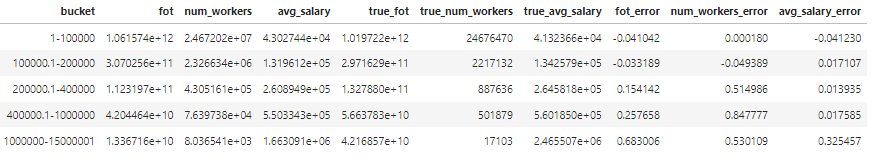 bucket fot num_workers avg_salary true_fot true_num_workers true_avg_salary fot_error num_workers_error avg_salary_error
1-100000 1.061574e+12 2.467202e+07 4.302744e+04 1.019722e+12 24676470 4.132366e+04 -0.041042 0.000180 -0.041230
100000.1-200000 3.070256e+11 2.326634e+06 1.319612e+05 2.971629e+11 2217132 1.342579e+05 -0.033189 -0.049389 0.017107
200000.1-400000 1.123197e+11 4.305161e+05 2.608949e+05 1.327880e+11 887636 2.645818e+05 0.154142 0.514986 0.013935
400000.1-1000000 4.204464e+10 7.639738e+04 5.503343e+05 5.663783e+10 501879 5.601850e+05 0.257658 0.847777 0.017585
1000000-15000001 1.336716e+10 8.036541e+03 1.663091e+06 4.216857e+10 17103 2.465507e+06 0.683006 0.530109 0.325457